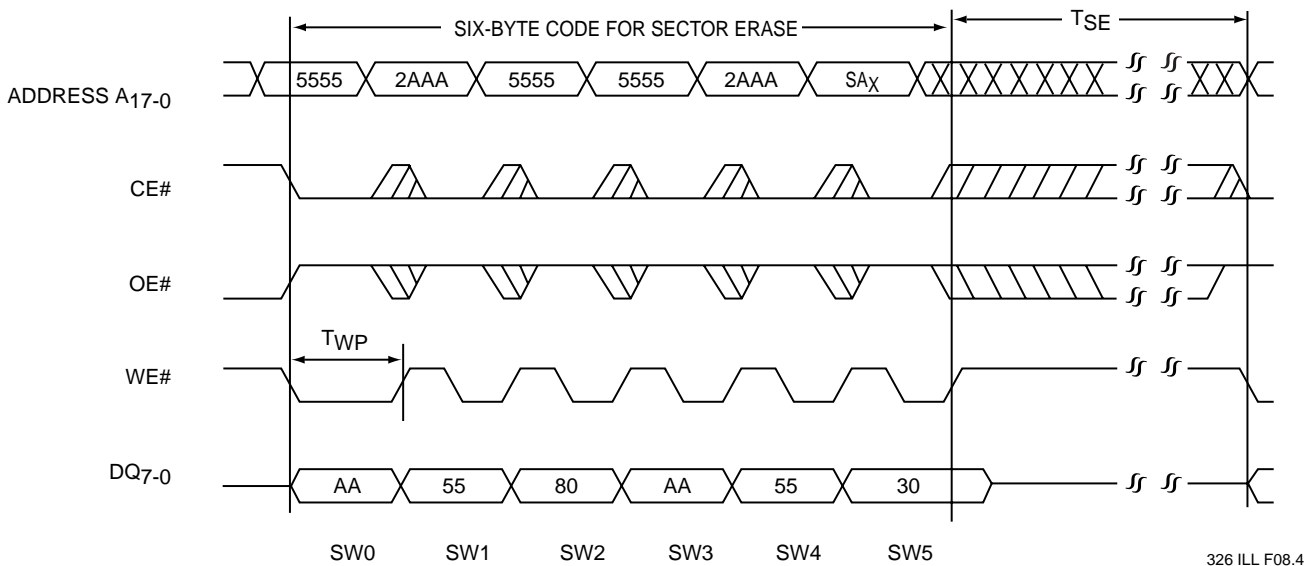 SIX-BYTE CODE FOR SECTOR ERASE TSE
ADDRESS A17-0 5555 2AAA 5555 5555 2AAA SAX
CE#
OE#
TWP
WE#
DQ7-0 AA 55 80 AA 55 30
SW0 SW1 SW2 SW3 SW4 SW5
326 ILL F08.4